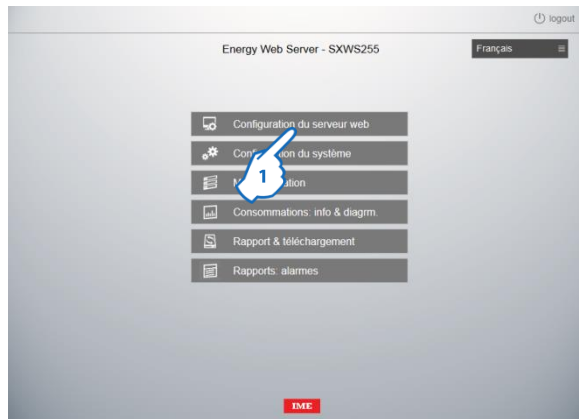 logout
Energy Web Server - SXWS255
Français
Configuration du serveur web
Configuration du système
1
Consommations: info & diagrm.
Rapport & téléchargement
Rapports: alarmes
IME